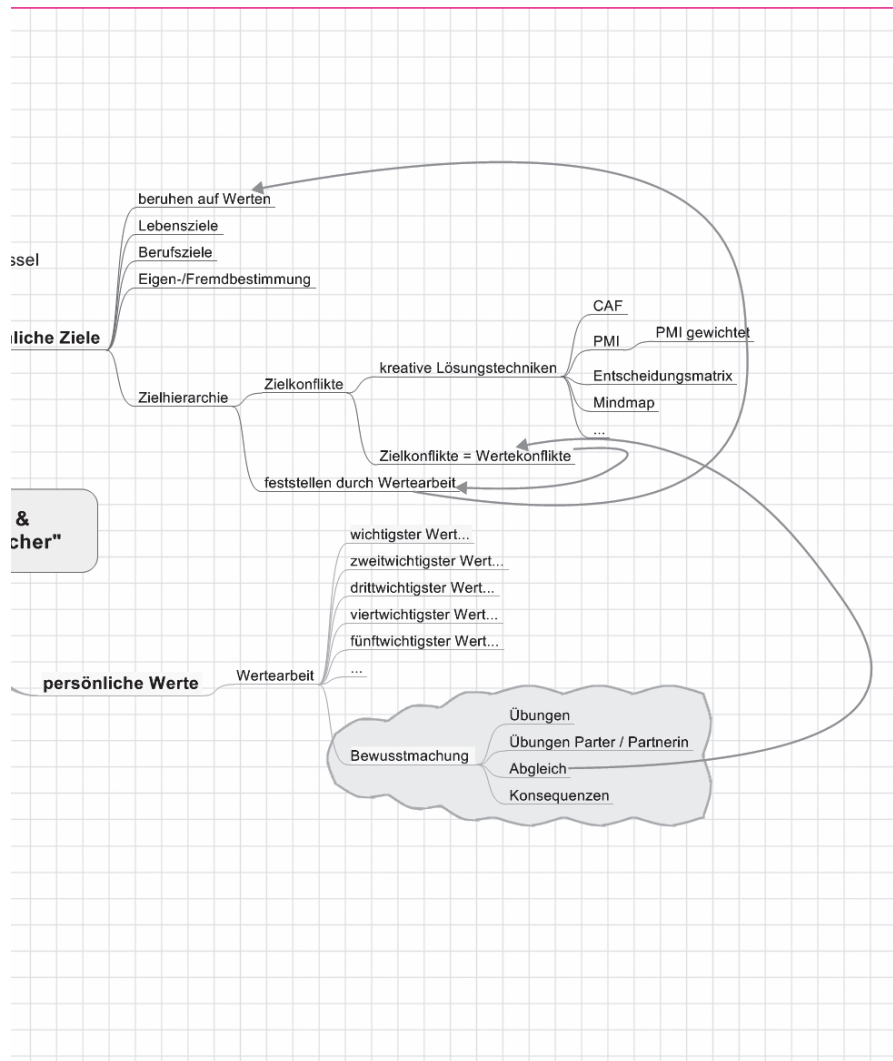 beruhen auf Werten
Lebensziele
ssel
Berufsziele
Eigen-/Fremdbestimmung
liche Ziele
CAF
PMI
PMI gewichtet
kreative Lösungstechniken
Entscheidungsmatrix
Zielkonflikte
Zielhierarchie
Mindmap
...
Zielkonflikte = Wertekonflikte
feststellen durch Wertearbeit
&
cher"
wichtigster Wert...
zweitwichtigster Wert...
drittwichtigster Wert...
viertwichtigster Wert...
fünftwichtigster Wert...
...
persönliche Werte
Wertearbeit
Bewusstmachung
Übungen
Übungen Parter / Partnerin
Abgleich
Konsequenzen